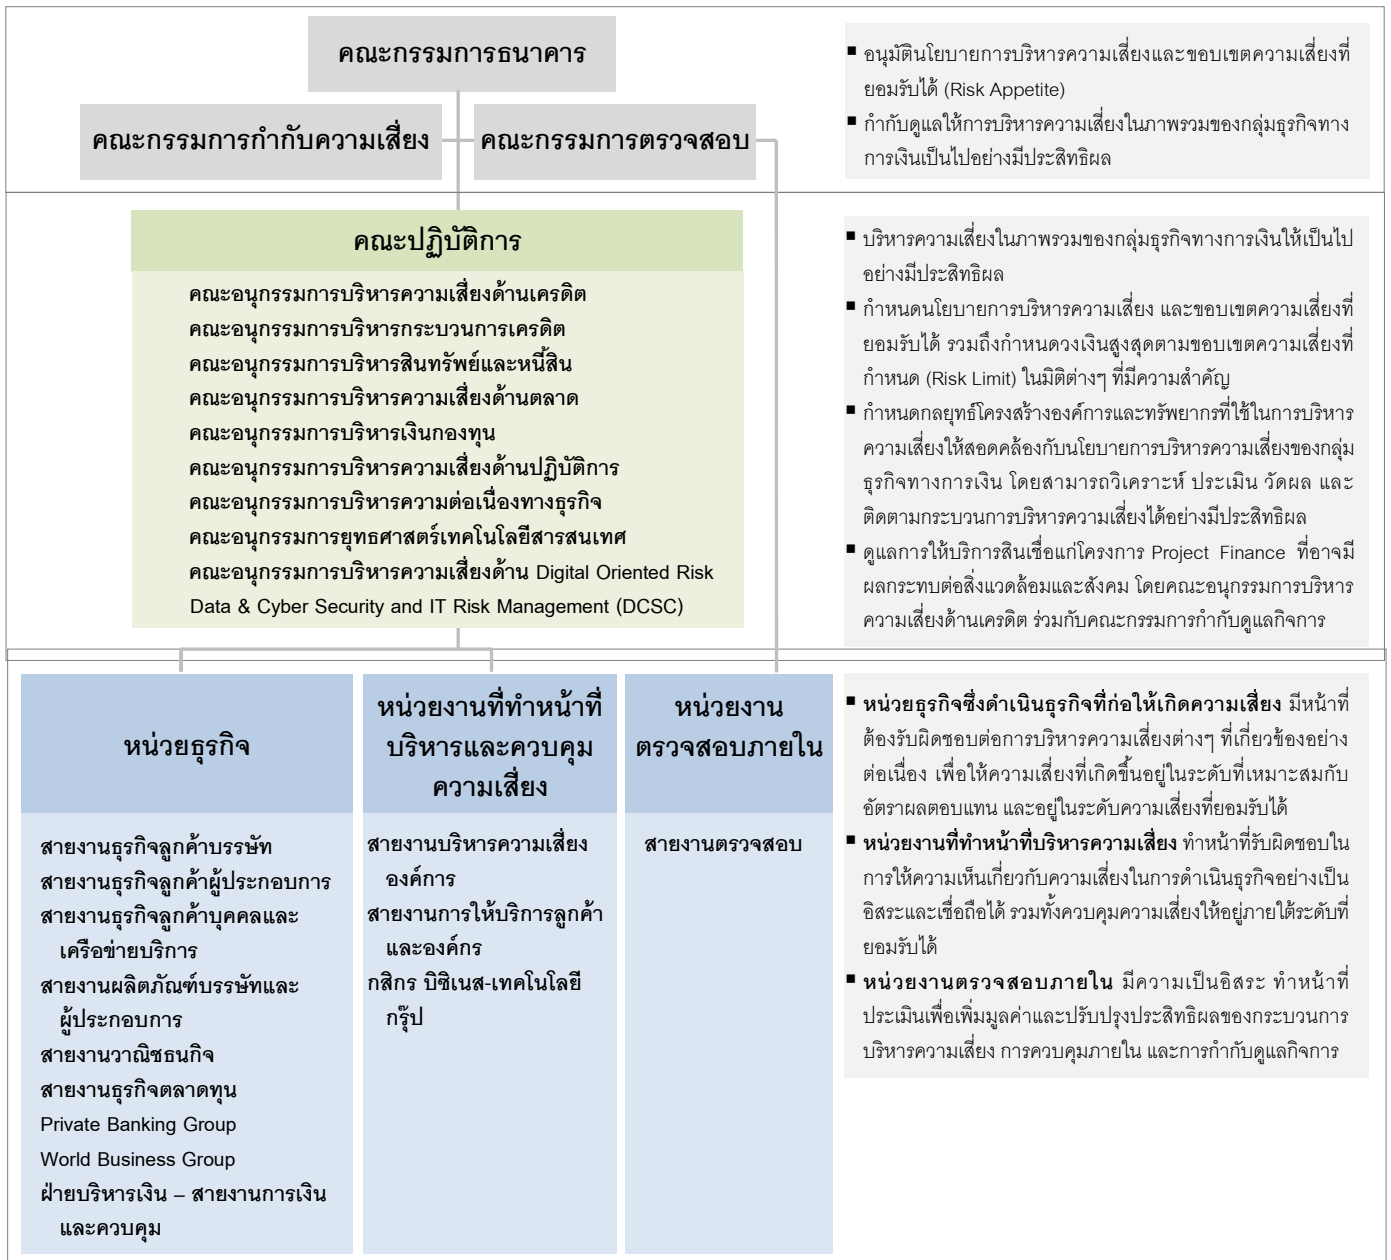 คณะกรรมการธนาคาร
คณะกรรมการกำกับความเสี่ยง
คณะกรรมการตรวจสอบ
▪ อนุมัตินโยบายการบริหารความเสี่ยงและขอบเขตความเสี่ยงที่
ยอมรับได้ (Risk Appetite)
▪ กำกับดูแลให้การบริหารความเสี่ยงในภาพรวมของกลุ่มธุรกิจทาง
การเงินเป็นไปอย่างมีประสิทธิผล
คณะปฏิบัติการ
คณะอนุกรรมการบริหารความเสี่ยงด้านเครดิต
คณะอนุกรรมการบริหารกระบวนการเครดิต
คณะอนุกรรมการบริหารสินทรัพย์และหนี้สิน
คณะอนุกรรมการบริหารความเสี่ยงด้านตลาด
คณะอนุกรรมการบริหารเงินกองทุน
คณะอนุกรรมการบริหารความเสี่ยงด้านปฏิบัติการ
คณะอนุกรรมการบริหารความต่อเนื่องทางธุรกิจ
คณะอนุกรรมการยุทธศาสตร์เทคโนโลยีสารสนเทศ
คณะอนุกรรมการบริหารความเสี่ยงด้าน Digital Oriented Risk
Data & Cyber Security and IT Risk Management (DCSC)
▪ บริหารความเสี่ยงในภาพรวมของกลุ่มธุรกิจทางการเงินให้เป็นไป
อย่างมีประสิทธิผล
▪ กำหนดนโยบายการบริหารความเสี่ยง และขอบเขตความเสี่ยงที่
ยอมรับได้ รวมถึงกำหนดวงเงินสูงสุดตามขอบเขตความเสี่ยงที่
กำหนด (Risk Limit) ในมิติต่างๆ ที่มีความสำคัญ
▪ กำหนดกลยุทธ์โครงสร้างองค์การและทรัพยากรที่ใช้ในการบริหาร
ความเสี่ยงให้สอดคล้องกับนโยบายการบริหารความเสี่ยงของกลุ่ม
ธุรกิจทางการเงิน โดยสามารถวิเคราะห์ ประเมิน วัดผล และ
ติดตามกระบวนการบริหารความเสี่ยงได้อย่างมีประสิทธิผล
▪ ดูแลการให้บริการสินเชื่อแก่โครงการ Project Finance ที่อาจมี
ผลกระทบต่อสิ่งแวดล้อมและสังคม โดยคณะอนุกรรมการบริหาร
ความเสี่ยงด้านเครดิต ร่วมกับคณะกรรมการกำกับดูแลกิจการ
หน่วยธุรกิจ
สายงานธุรกิจลูกค้าบรรษัท
สายงานธุรกิจลูกค้าผู้ประกอบการ
สายงานธุรกิจลูกค้าบุคคลและ
เครือข่ายบริการ
สายงานผลิตภัณฑ์บรรษัทและ
ผู้ประกอบการ
สายงานวาณิชธนกิจ
สายงานธุรกิจตลาดทุน
Private Banking Group
World Business Group
ฝ่ายบริหารเงิน – สายงานการเงิน
และควบคุม
หน่วยงานที่ทำหน้าที่
บริหารและควบคุม
ความเสี่ยง
สายงานบริหารความเสี่ยง
องค์การ
สายงานการให้บริการลูกค้า
และองค์กร
กสิกร บิซิเนส-เทคโนโลยี
กรุ๊ป
หน่วยงาน
ตรวจสอบภายใน
สายงานตรวจสอบ
▪ หน่วยธุรกิจซึ่งดำเนินธุรกิจที่ก่อให้เกิดความเสี่ยง มีหน้าที่
ต้องรับผิดชอบต่อการบริหารความเสี่ยงต่างๆ ที่เกี่ยวข้องอย่าง
ต่อเนื่อง เพื่อให้ความเสี่ยงที่เกิดขึ้นอยู่ในระดับที่เหมาะสมกับ
อัตราผลตอบแทน และอยู่ในระดับความเสี่ยงที่ยอมรับได้
▪ หน่วยงานที่ทำหน้าที่บริหารความเสี่ยง ทำหน้าที่รับผิดชอบใน
การให้ความเห็นเกี่ยวกับความเสี่ยงในการดำเนินธุรกิจอย่างเป็น
อิสระและเชื่อถือได้ รวมทั้งควบคุมความเสี่ยงให้อยู่ภายใต้ระดับที่
ยอมรับได้
▪ หน่วยงานตรวจสอบภายใน มีความเป็นอิสระ ทำหน้าที่
ประเมินเพื่อเพิ่มมูลค่าและปรับปรุงประสิทธิผลของกระบวนการ
บริหารความเสี่ยง การควบคุมภายใน และการกำกับดูแลกิจการ